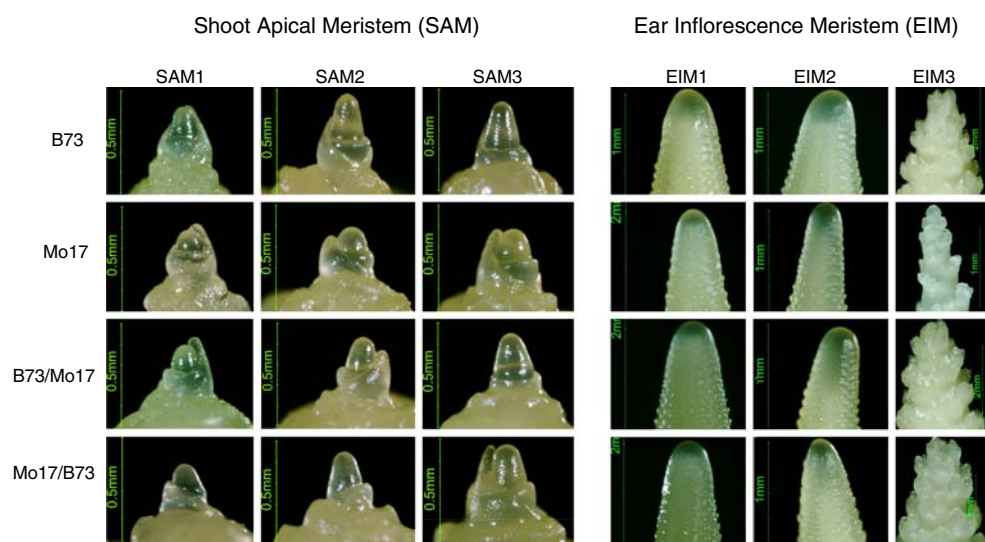 Shoot Apical Meristem (SAM) Ear Inflorescence Meristem (EIM)
SAM1 SAM2 SAM3 EIM1 EIM2 EIM3
B73 0.5mm 0.5mm 0.5mm 1mm 1mm 2mm
Mo17 0.5mm 0.5mm 0.5mm 1mm 1mm
B73/Mo17 0.5mm 0.5mm 0.5mm 1mm 2mm
Mo17/B73 0.5mm 0.5mm 0.5mm 1mm